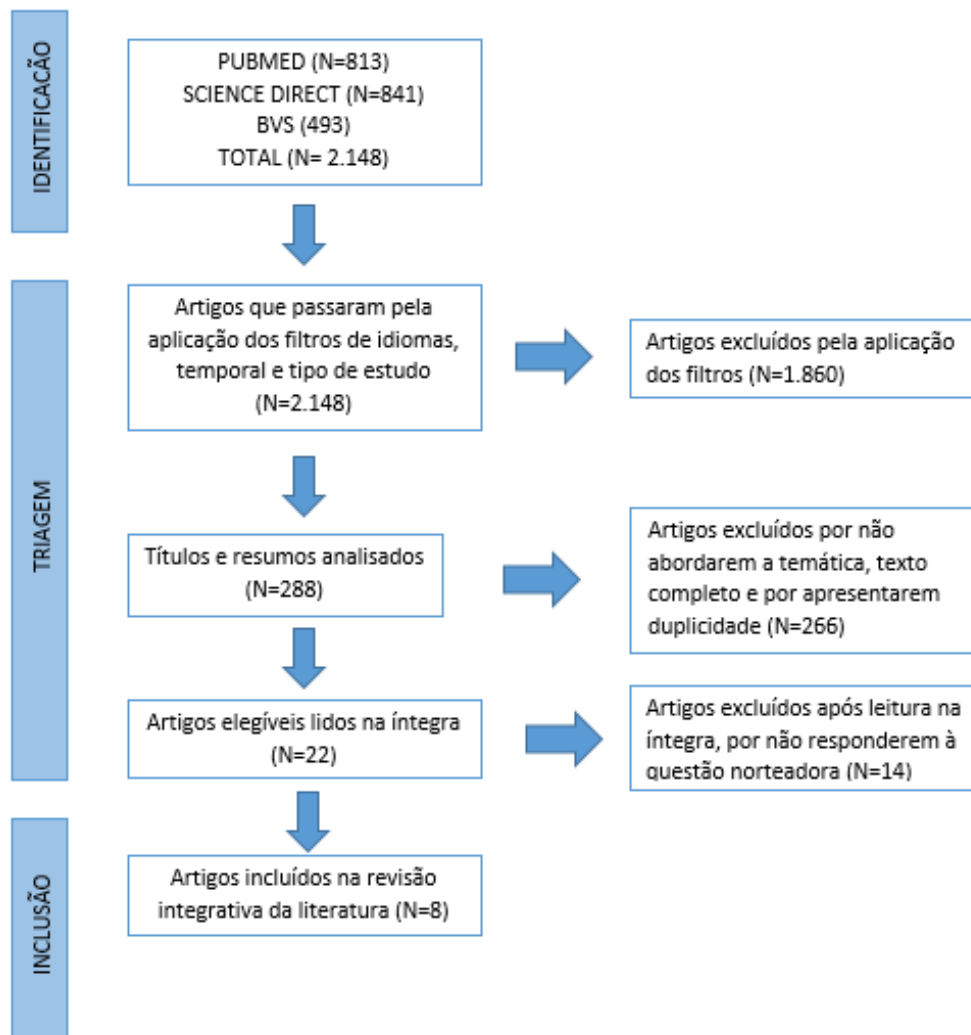 IDENTIFICAÇÃO
PUBMED (N=813)
SCIENCE DIRECT (N=841)
BVS (493)
TOTAL (N= 2.148)
TRIAGEM
Artigos que passaram pela
aplicação dos filtros de idiomas,
temporal e tipo de estudo
(N=2.148)
Artigos excluídos pela aplicação
dos filtros (N=1.860)
Títulos e resumos analisados
(N=288)
Artigos excluídos por não
abordarem a temática, texto
completo e por apresentarem
duplicidade (N=266)
Artigos elegíveis lidos na íntegra
(N=22)
Artigos excluídos após leitura na
íntegra, por não responderem à
questão norteadora (N=14)
INCLUSÃO
Artigos incluídos na revisão
integrativa da literatura (N=8)